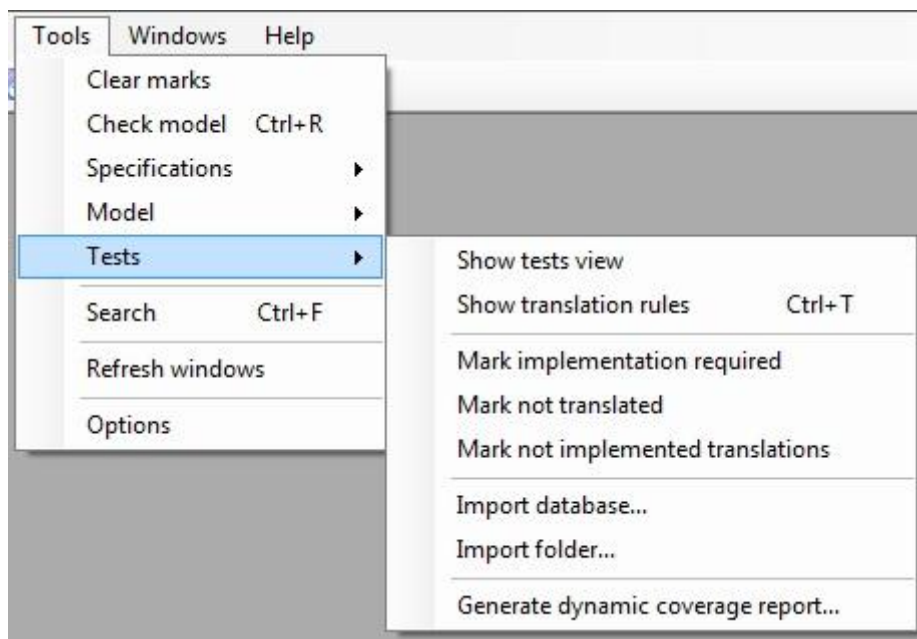 Tools Windows Help
Clear marks
Check model Ctrl+R
Specifications
Model
Tests
Search Ctrl+F
Refresh windows
Options
Show tests view
Show translation rules Ctrl+T
Mark implementation required
Mark not translated
Mark not implemented translations
Import database...
Import folder...
Generate dynamic coverage report...